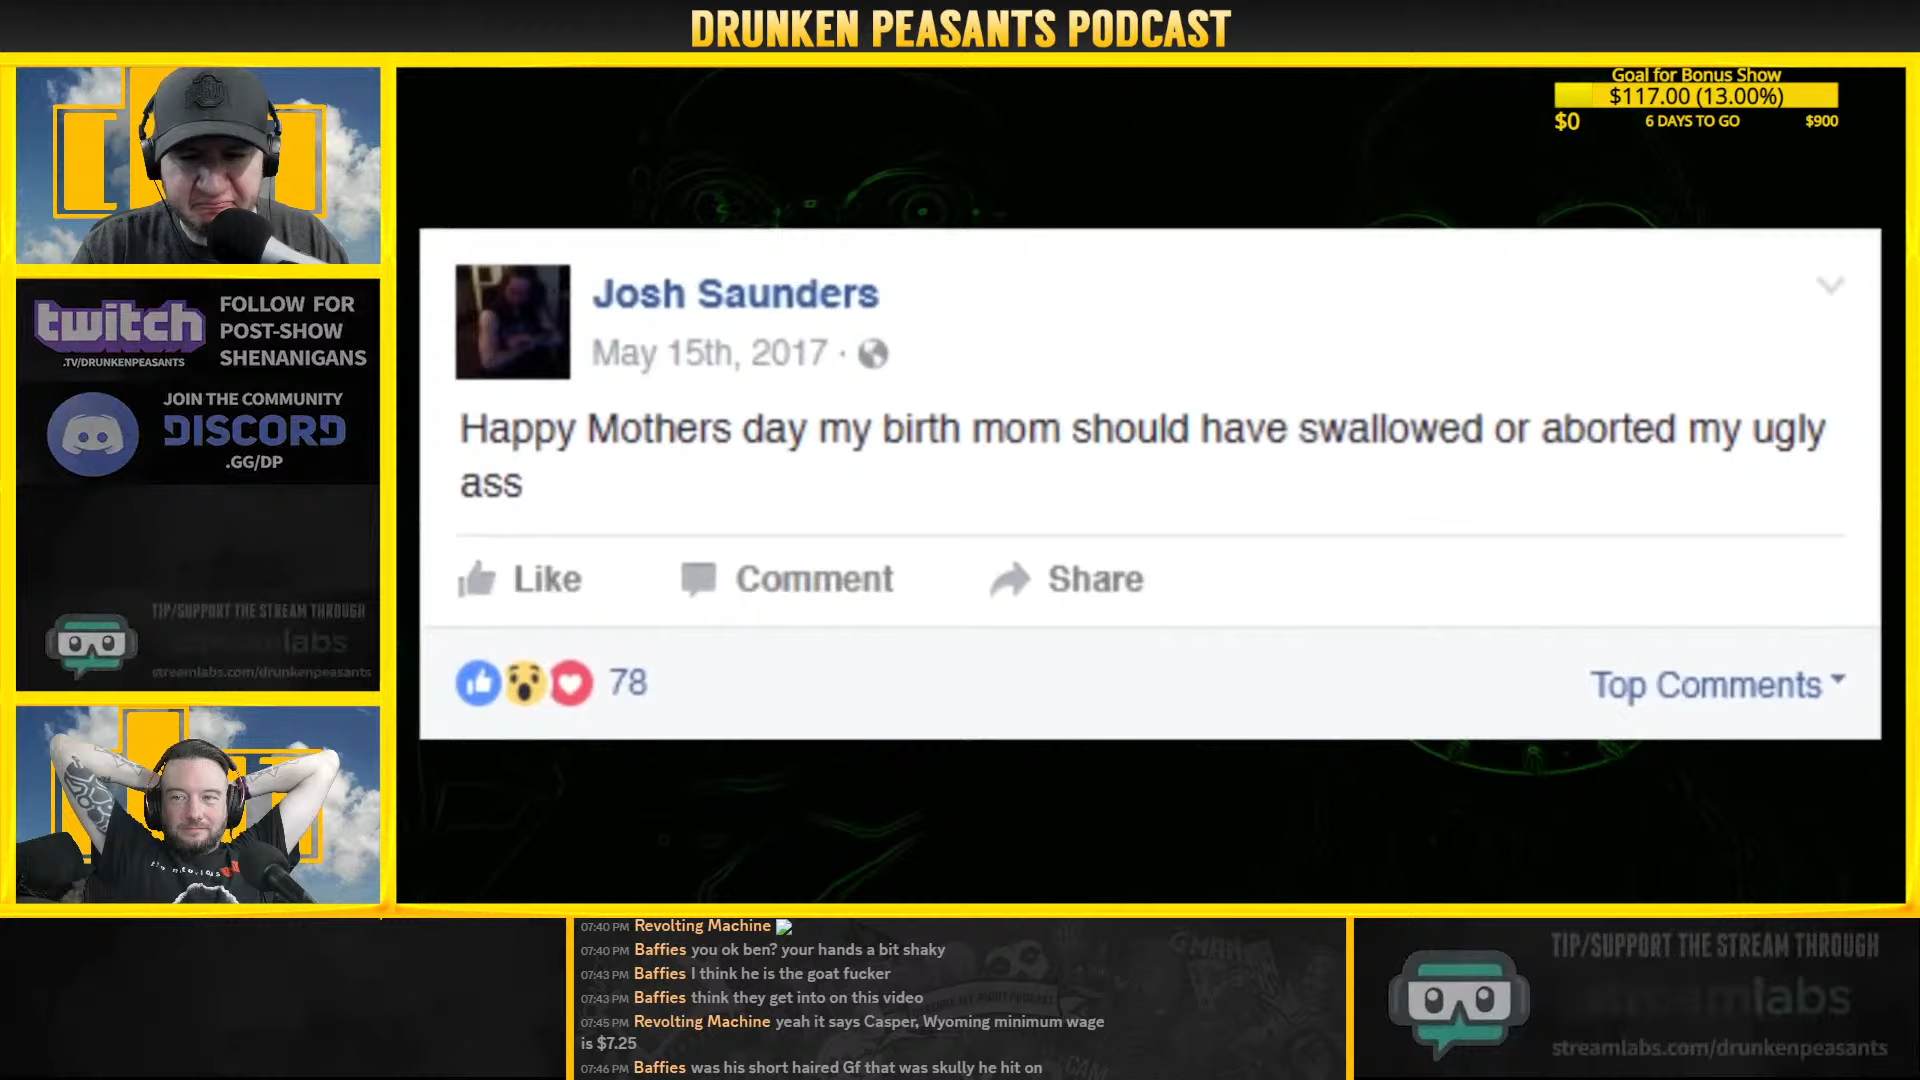 DRUNKEN PEASANTS PODCAST
Goal for Bonus Show
$117.00 (13.00%)
$0 6 DAYS TO GO $900
twitch
.TV/DRUNKENPEASANTS
FOLLOW FOR
POST-SHOW
SHENANIGANS
JOIN THE COMMUNITY
DISCORD
.GG/DP
TIP/SUPPORT THE STREAM THROUGH
streamlabs
streamlabs.com/drunkenpeasants
Josh Saunders
May 15th, 2017 ·
Happy Mothers day my birth mom should have swallowed or aborted my ugly
ass
Like Comment Share
78 Top Comments
07:40 PM Revolting Machine
07:40 PM Baffies you ok ben? your hands a bit shaky
07:43 PM Baffies I think he is the goat fucker
07:43 PM Baffies think they get into on this video
07:45 PM Revolting Machine yeah it says Casper, Wyoming minimum wage
is $7.25
07:46 PM Baffies was his short haired Gf that was skully he hit on
TIP/SUPPORT THE STREAM THROUGH
streamlabs
streamlabs.com/drunkenpeasants